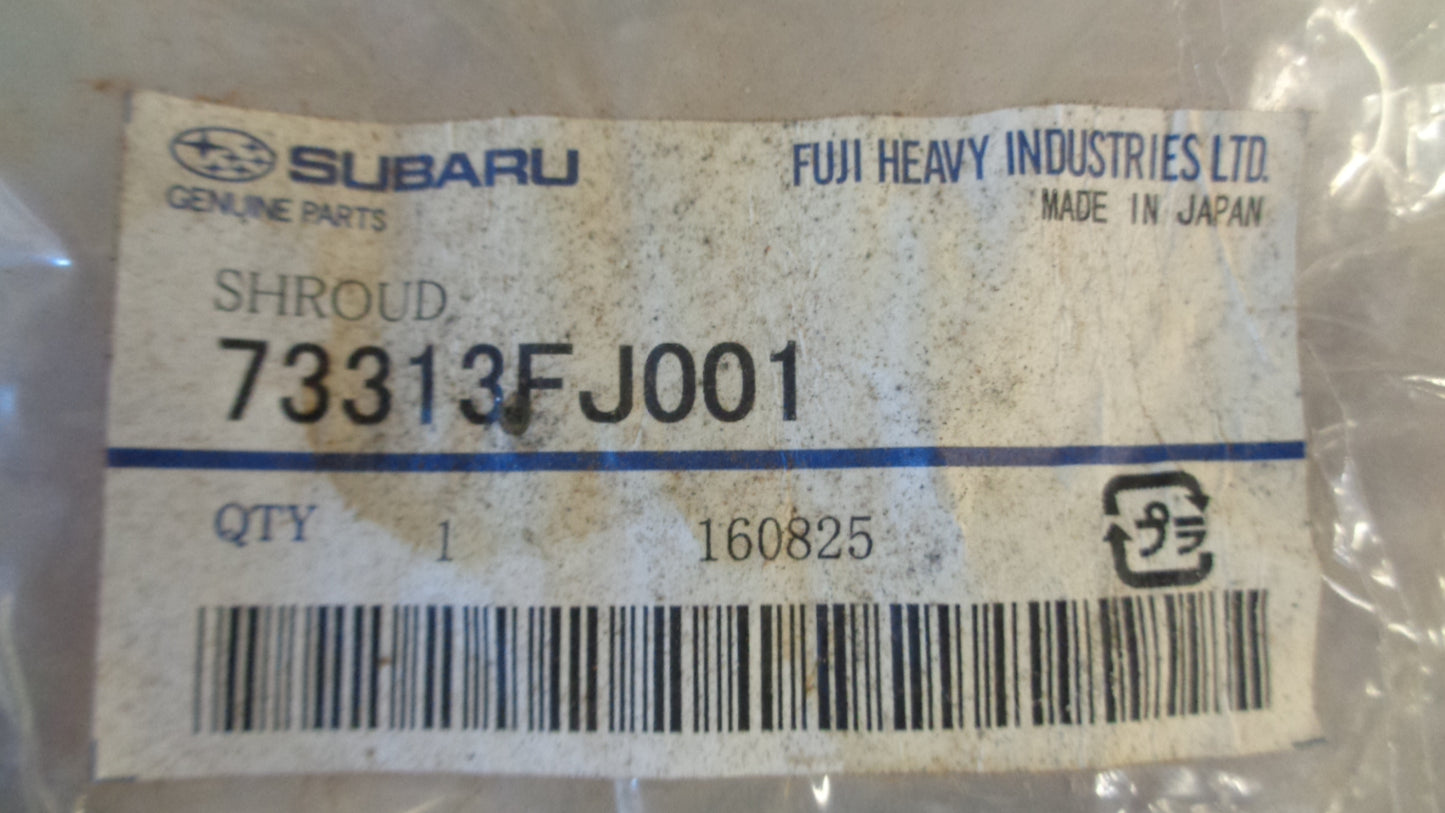 SUBARU
GENUINE PARTS
FUJI HEAVY INDUSTRIES LTD.
MADE IN JAPAN
SHROUD
73313FJ001
QTY 1 160825
プラ